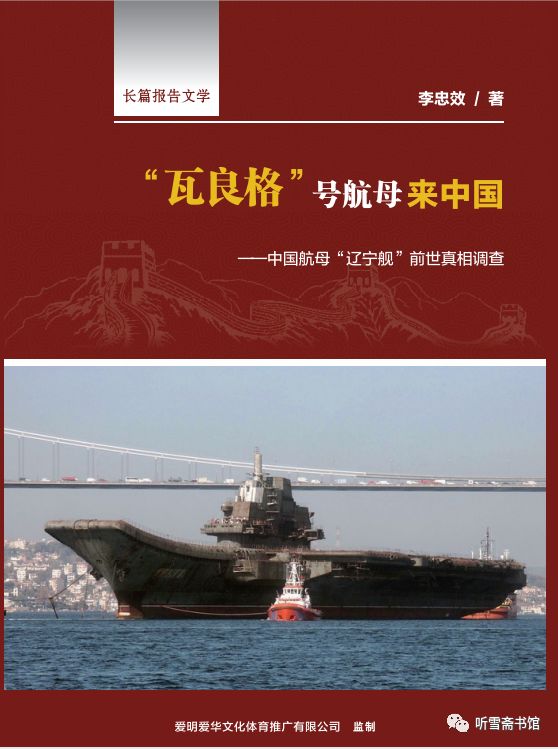 长篇报告文学
李忠效 / 著
“瓦良格”号航母来中国
——中国航母“辽宁舰”前世真相调查
爱明爱华文化体育推广有限公司 监制
听雪斋书馆